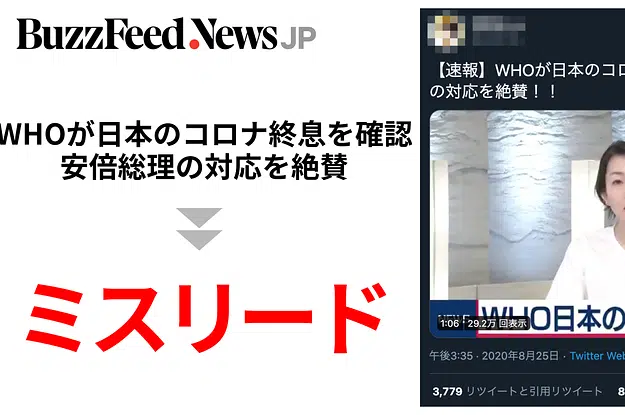 BuzzFeed.News JP
WHOが日本のコロナ終息を確認
安倍総理の対応を絶賛
ミスリード
【速報】WHOが日本のコロ
の対応を絶賛！！
WHO日本の
1:06・29.2万 回表示
午後3:35 · 2020年8月25日 · Twitter Web
3,779 リツイートと引用リツイート 8